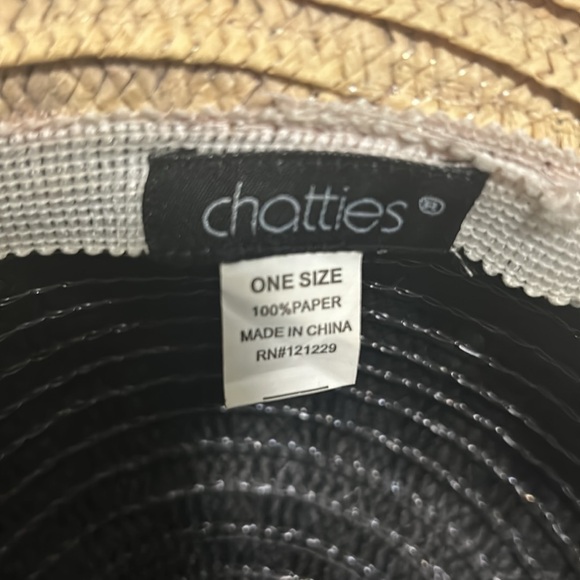 chatties®
ONE SIZE
100%PAPER
MADE IN CHINA
RN#121229